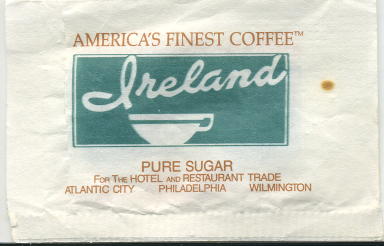 AMERICA'S FINEST COFFEE™
Ireland
PURE SUGAR
FOR THE HOTEL AND RESTAURANT TRADE
ATLANTIC CITY PHILADELPHIA WILMINGTON